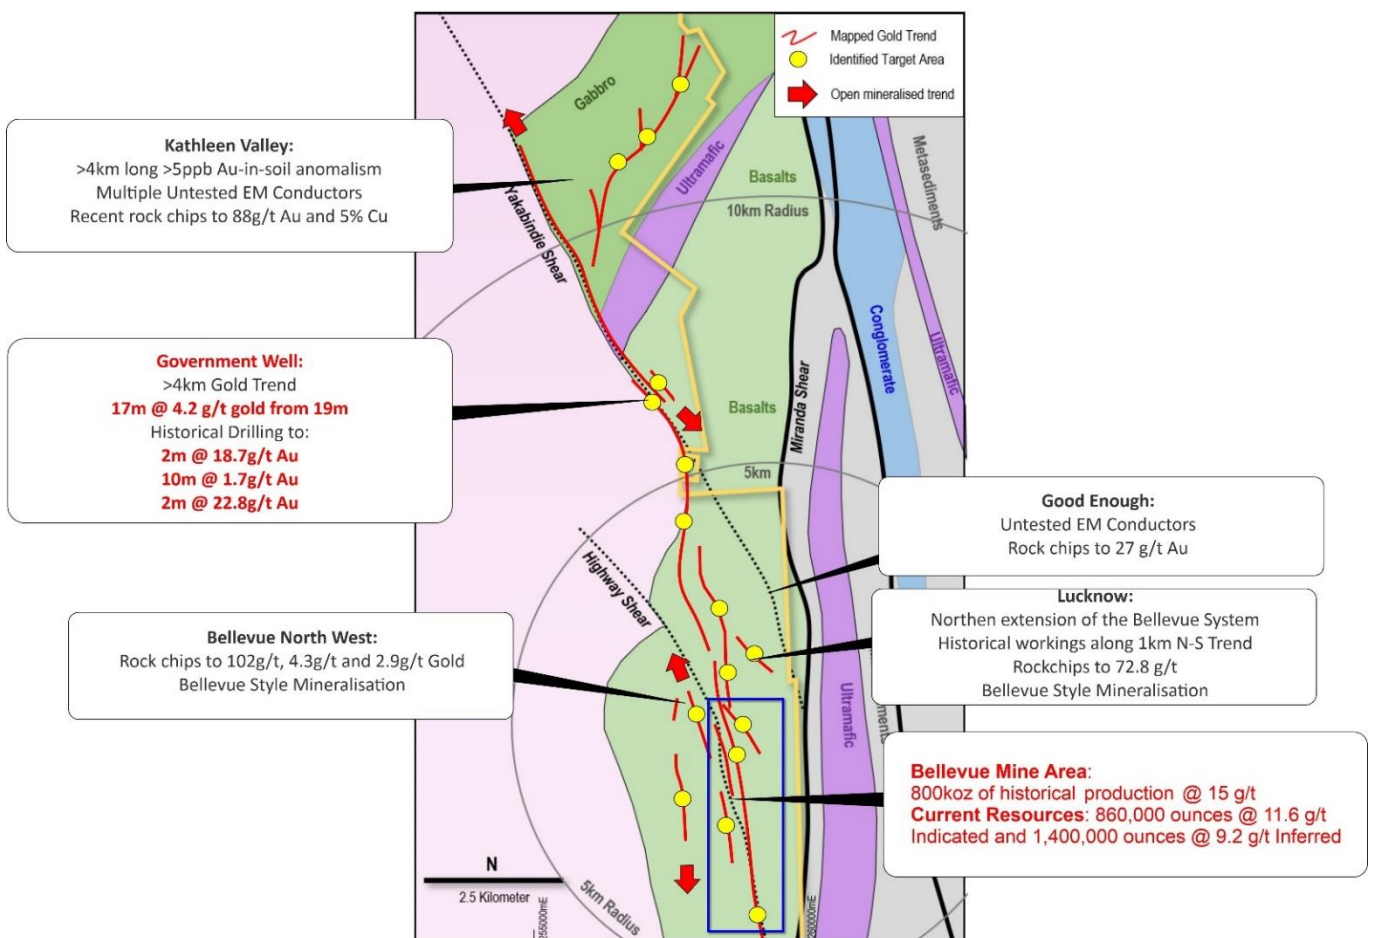 Mapped Gold Trend
Identified Target Area
Open mineralised trend
Gabbro
Kathleen Valley:
>4km long >5ppb Au-in-soil anomalism
Multiple Untested EM Conductors
Recent rock chips to 88g/t Au and 5% Cu
Ultramafic
Basalts
10km Radius
Metasediments
Yakabindie Shear
Conglomerate
Ultramafic
Government Well:
>4km Gold Trend
17m @ 4.2 g/t gold from 19m
Historical Drilling to:
2m @ 18.7g/t Au
10m @ 1.7g/t Au
2m @ 22.8g/t Au
Basalts
Miranda Shear
5km
Good Enough:
Untested EM Conductors
Rock chips to 27 g/t Au
Highway Shear
Lucknow:
Northen extension of the Bellevue System
Historical workings along 1km N-S Trend
Rockchips to 72.8 g/t
Bellevue Style Mineralisation
Bellevue North West:
Rock chips to 102g/t, 4.3g/t and 2.9g/t Gold
Bellevue Style Mineralisation
Ultramafic
Bellevue Mine Area:
800koz of historical production @ 15 g/t
Current Resources: 860,000 ounces @ 11.6 g/t
Indicated and 1,400,000 ounces @ 9.2 g/t Inferred
N
2.5 Kilometer
5km Radius
255000mE
260000mE